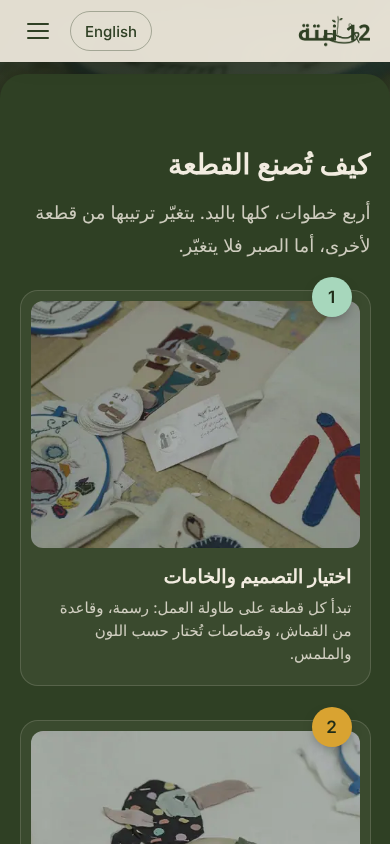 12 نبتة
English
كيف تُصنع القطعة
أربع خطوات، كلها باليد. يتغيّر ترتيبها من قطعة
لأخرى، أما الصبر فلا يتغيّر.
1
اختيار التصميم والخامات
تبدأ كل قطعة على طاولة العمل: رسمة، وقاعدة
من القماش، وقصاصات تُختار حسب اللون
والملمس.
2